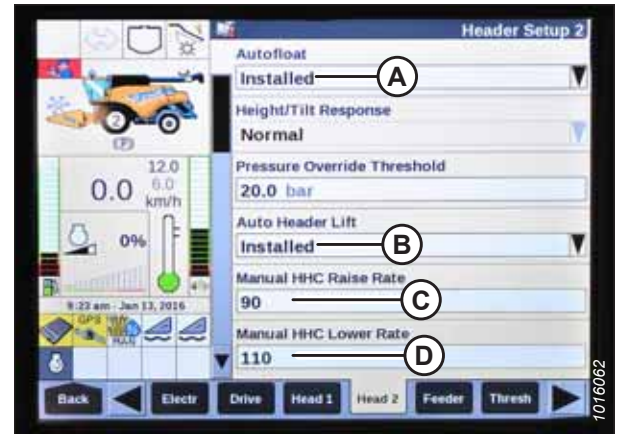 Header Setup 2
Autofloat
Installed
A
Height/Tilt Response
Normal
Pressure Override Threshold
20.0 bar
Auto Header Lift
Installed
B
Manual HHC Raise Rate
90
C
Manual HHC Lower Rate
110
D
2
(P)
12.0
0.0
6.0
km/h
0%
9:23 am - Jan 13, 2016
GPS
Back
Electr
Drive
Head 1
Head 2
Feeder
Thresh
1016062